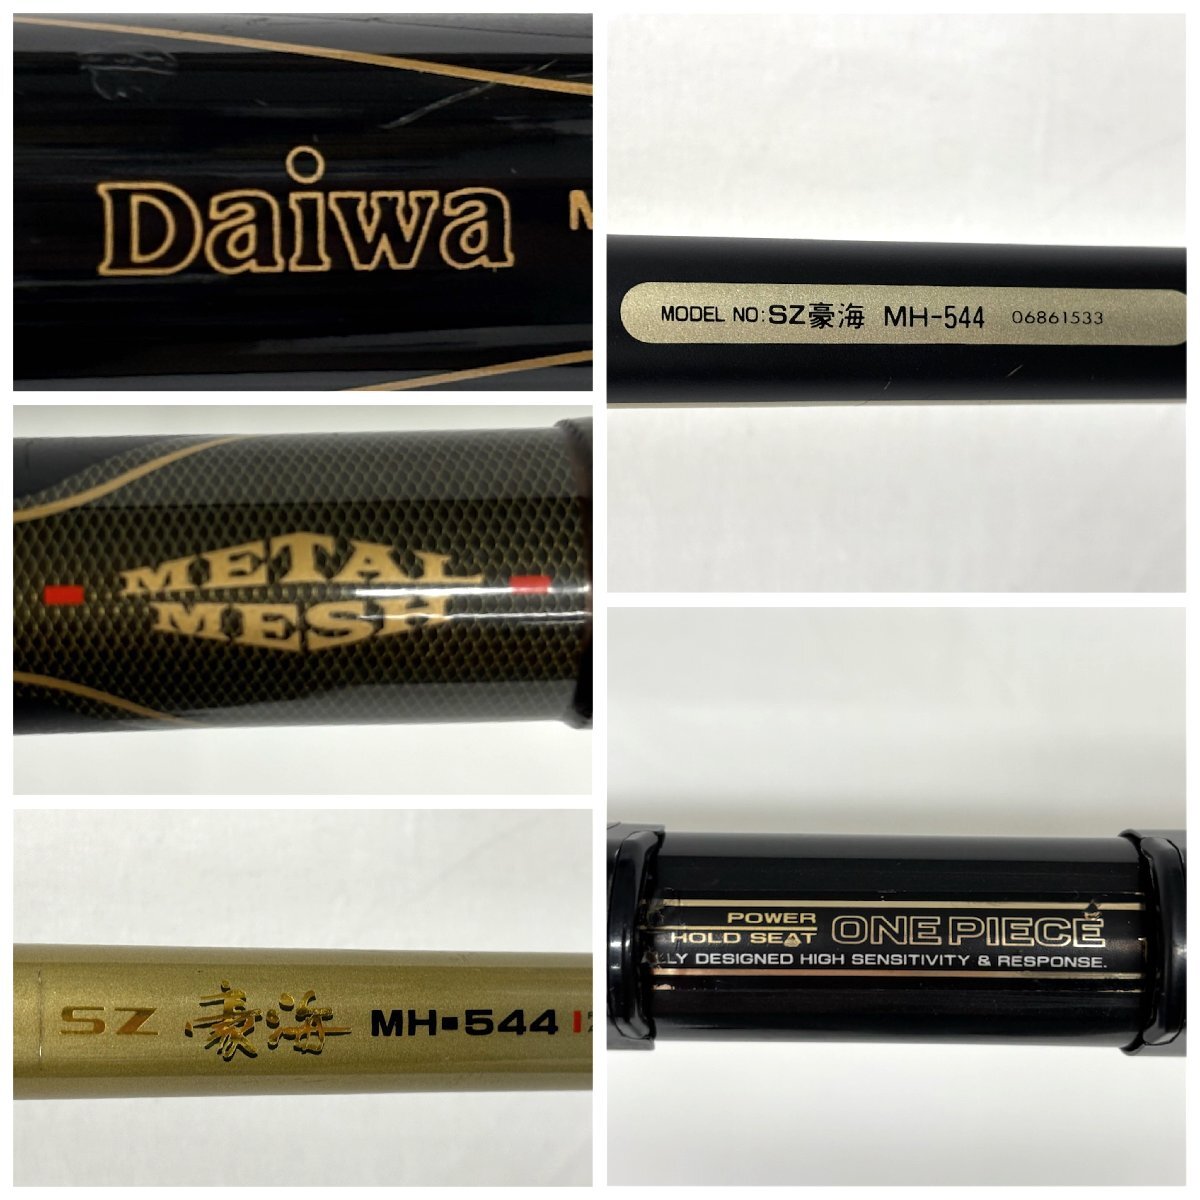 Daiwa
MODEL NO: SZ豪海 MH-544 06861533
METAL
MESH
SZ 豪海 MH-544
POWER
HOLD SEAT ONE PIECE
DESIGNED HIGH SENSITIVITY & RESPONSE.